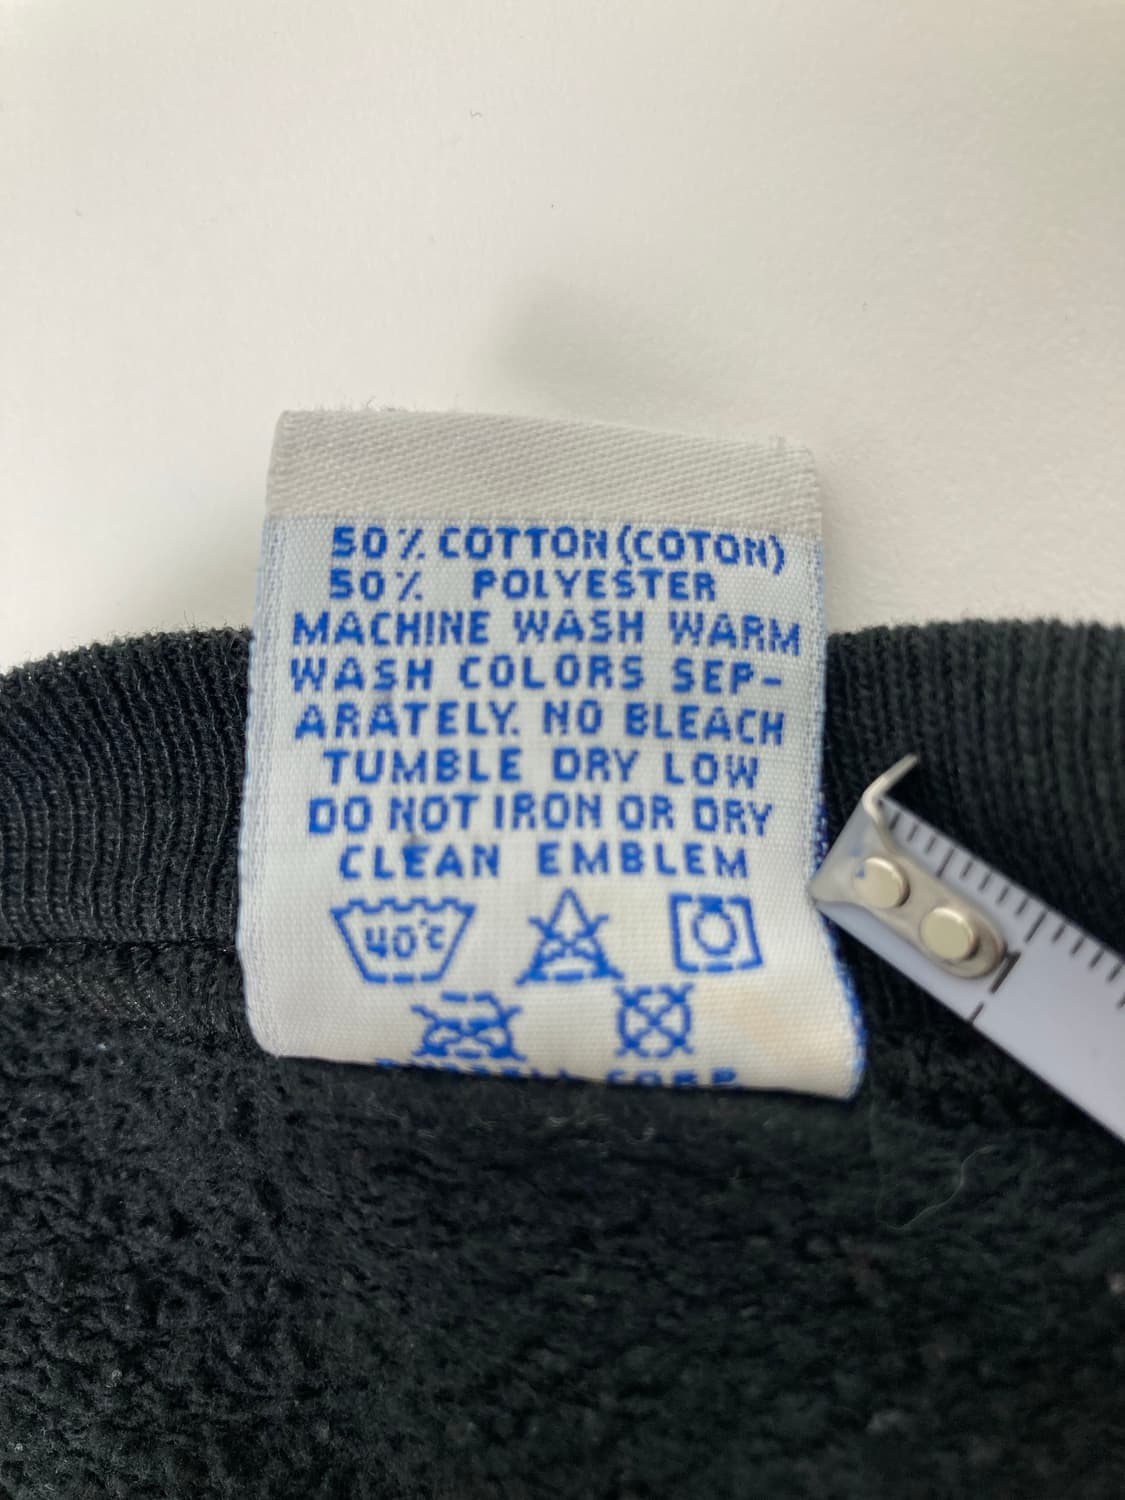 50% COTTON (COTON)
50% POLYESTER
MACHINE WASH WARM
WASH COLORS SEP-
ARATELY. NO BLEACH
TUMBLE DRY LOW
DO NOT IRON OR DRY
CLEAN EMBLEM
40°C
CORP